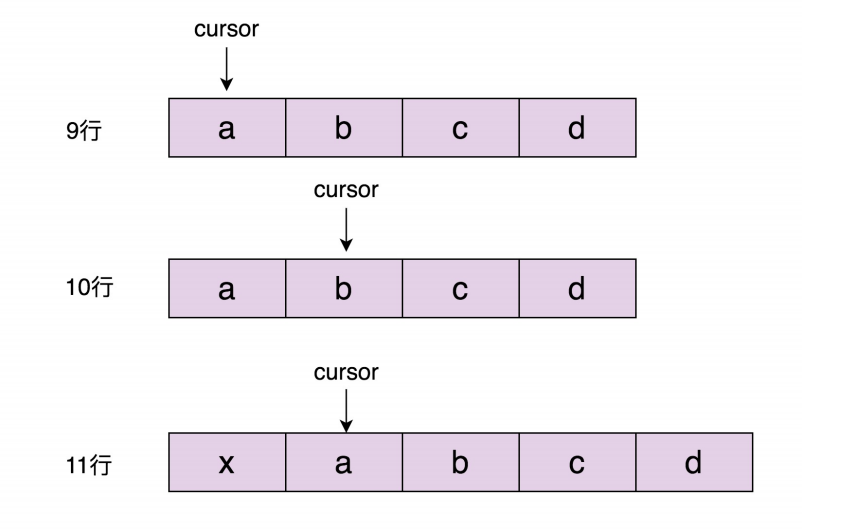 cursor
9行 a b c d
cursor
10行 a b c d
cursor
11行 x a b c d